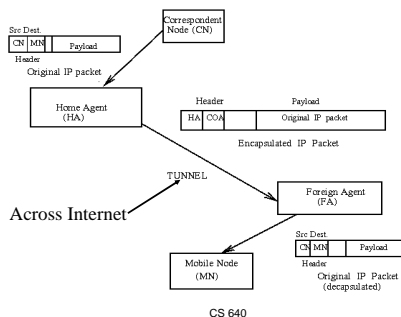 Correspondent
Node (CN)
Src Dest.
CN MN Payload
Header
Original IP packet
Home Agent
(HA)
Header Payload
HA COA Original IP packet
Encapsulated IP Packet
TUNNEL
Across Internet
Foreign Agent
(FA)
Mobile Node
(MN)
Src Dest.
CN MN Payload
Header
Original IP Packet
(decapsulated)
CS 640